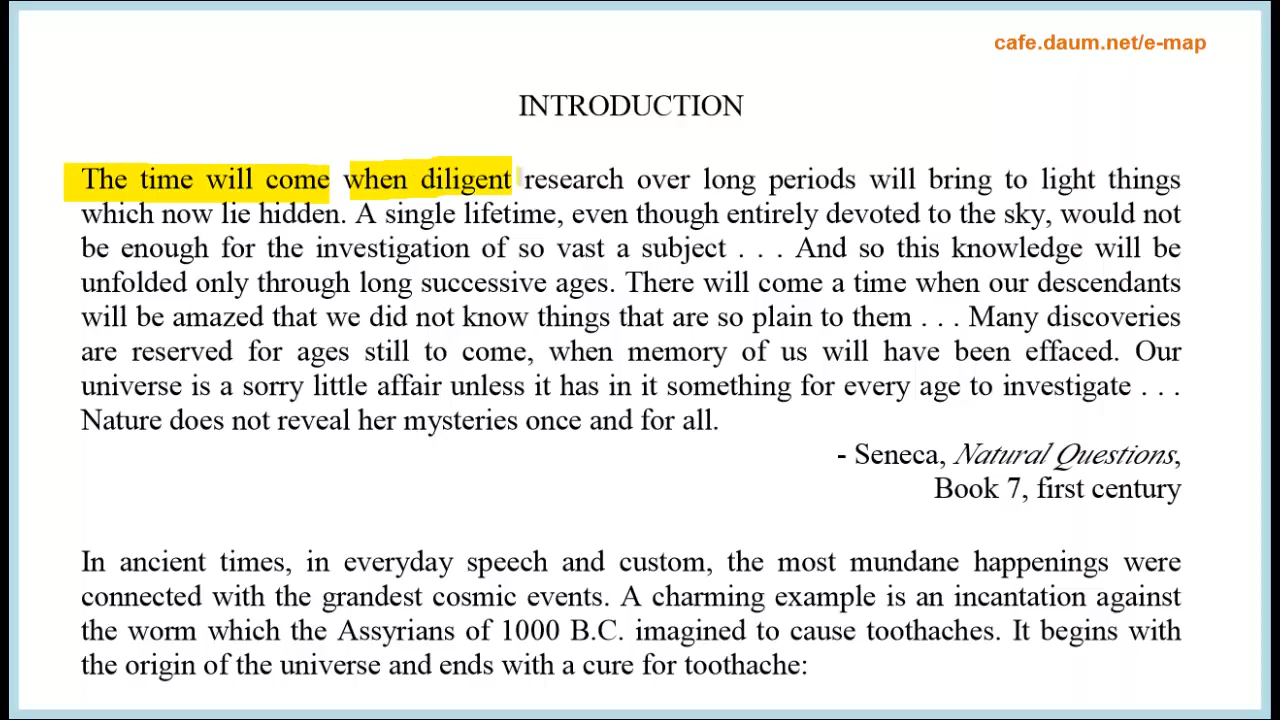 cafe.daum.net/e-map
INTRODUCTION
The time will come when diligent research over long periods will bring to light things
which now lie hidden. A single lifetime, even though entirely devoted to the sky, would not
be enough for the investigation of so vast a subject . . . And so this knowledge will be
unfolded only through long successive ages. There will come a time when our descendants
will be amazed that we did not know things that are so plain to them . . . Many discoveries
are reserved for ages still to come, when memory of us will have been effaced. Our
universe is a sorry little affair unless it has in it something for every age to investigate . . .
Nature does not reveal her mysteries once and for all.
- Seneca, Natural Questions,
Book 7, first century
In ancient times, in everyday speech and custom, the most mundane happenings were
connected with the grandest cosmic events. A charming example is an incantation against
the worm which the Assyrians of 1000 B.C. imagined to cause toothaches. It begins with
the origin of the universe and ends with a cure for toothache: